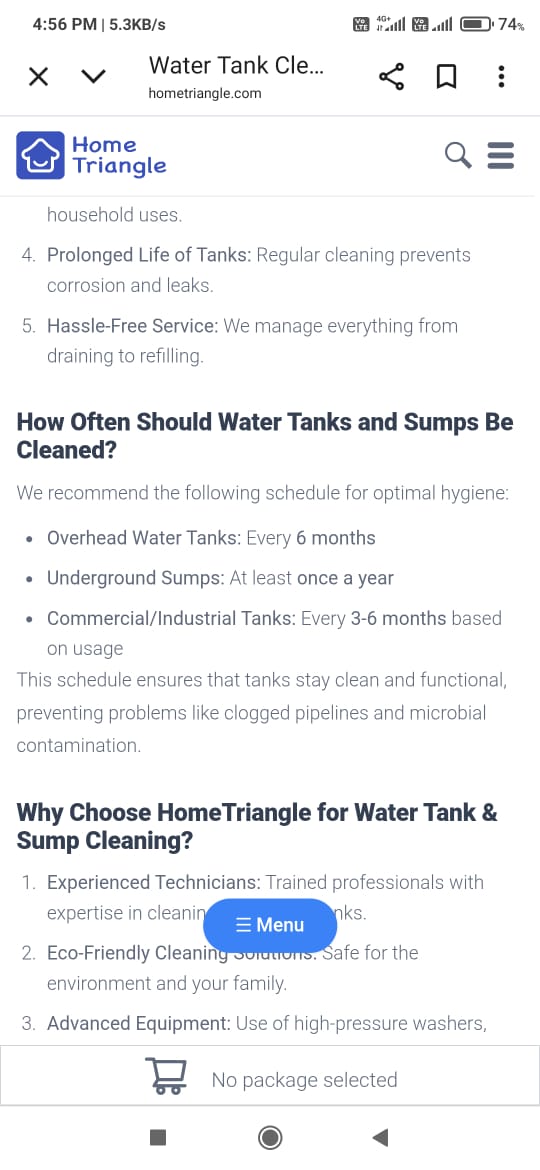 4:56 PM | 5.3KB/s
Vo LTE 4G+ Vo LTE 74%
Water Tank Cle...
hometriangle.com
Home
Triangle
household uses.
4. Prolonged Life of Tanks: Regular cleaning prevents
corrosion and leaks.
5. Hassle-Free Service: We manage everything from
draining to refilling.
How Often Should Water Tanks and Sumps Be
Cleaned?
We recommend the following schedule for optimal hygiene:
• Overhead Water Tanks: Every 6 months
• Underground Sumps: At least once a year
• Commercial/Industrial Tanks: Every 3-6 months based
on usage
This schedule ensures that tanks stay clean and functional,
preventing problems like clogged pipelines and microbial
contamination.
Why Choose HomeTriangle for Water Tank &
Sump Cleaning?
1. Experienced Technicians: Trained professionals with
expertise in
Menu
2. Eco-Friendly Cleaning Solutions: Safe for the
environment and your family.
3. Advanced Equipment: Use of high-pressure washers,
No package selected